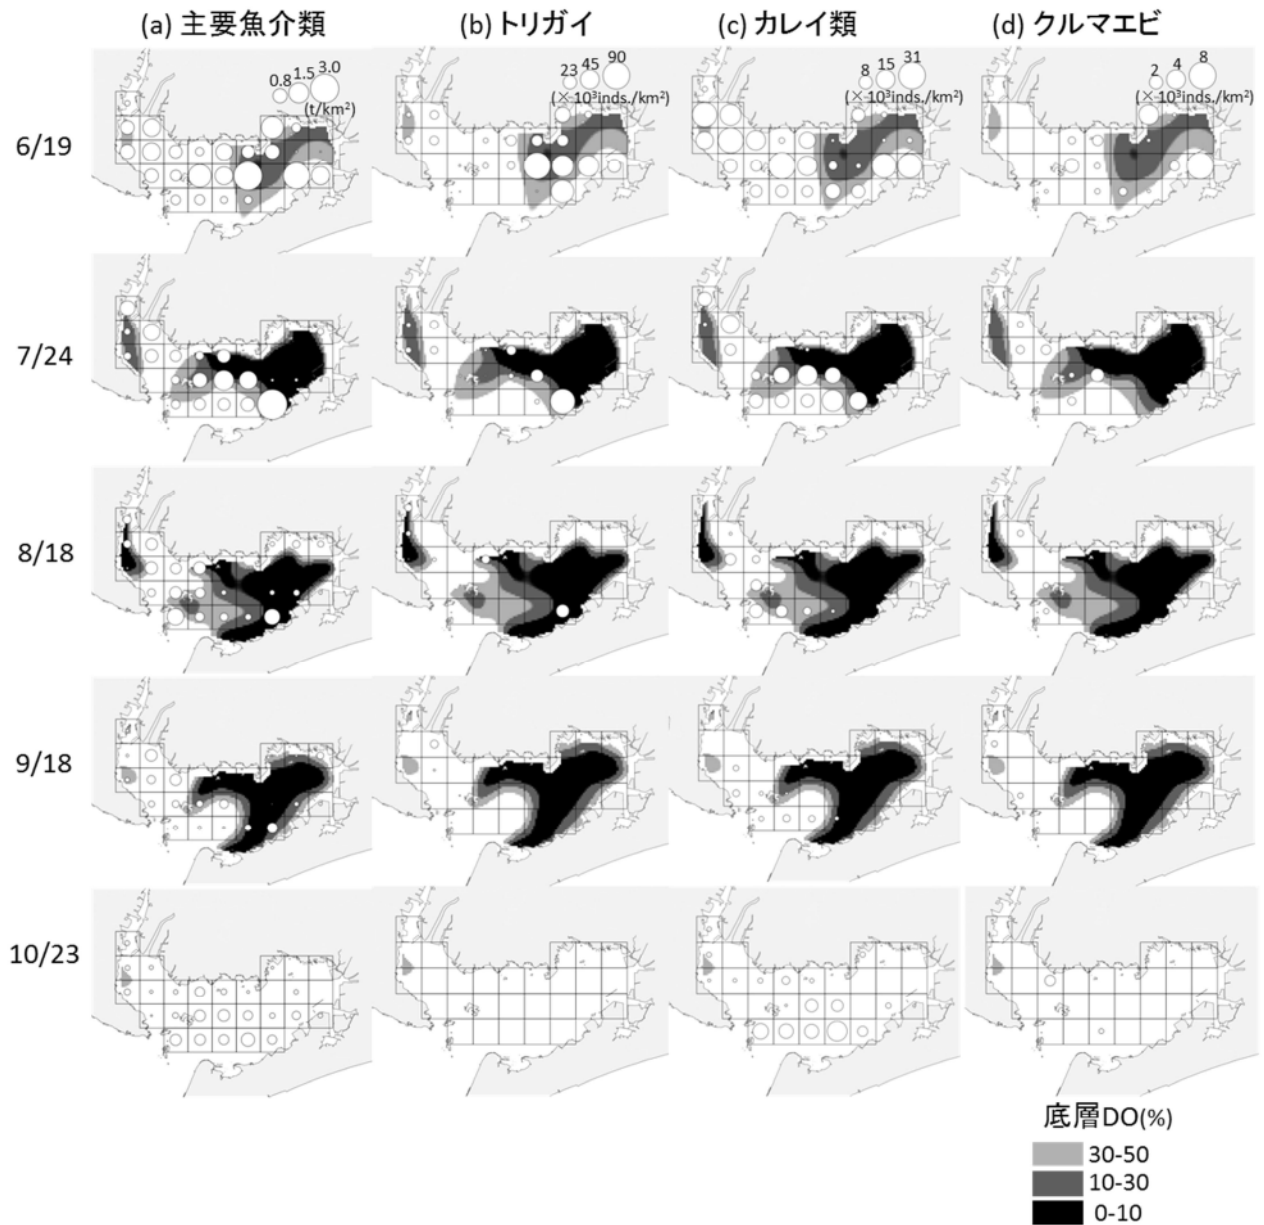 (a) 主要魚介類
(b) トリガイ
(c) カレイ類
(d) クルマエビ
6/19
0.8 1.5 3.0
(t/km²)
23 45 90
(×10³inds./km²)
8 15 31
(×10³inds./km²)
2 4 8
(×10³inds./km²)
7/24
8/18
9/18
10/23
底層DO(%)
30-50
10-30
0-10